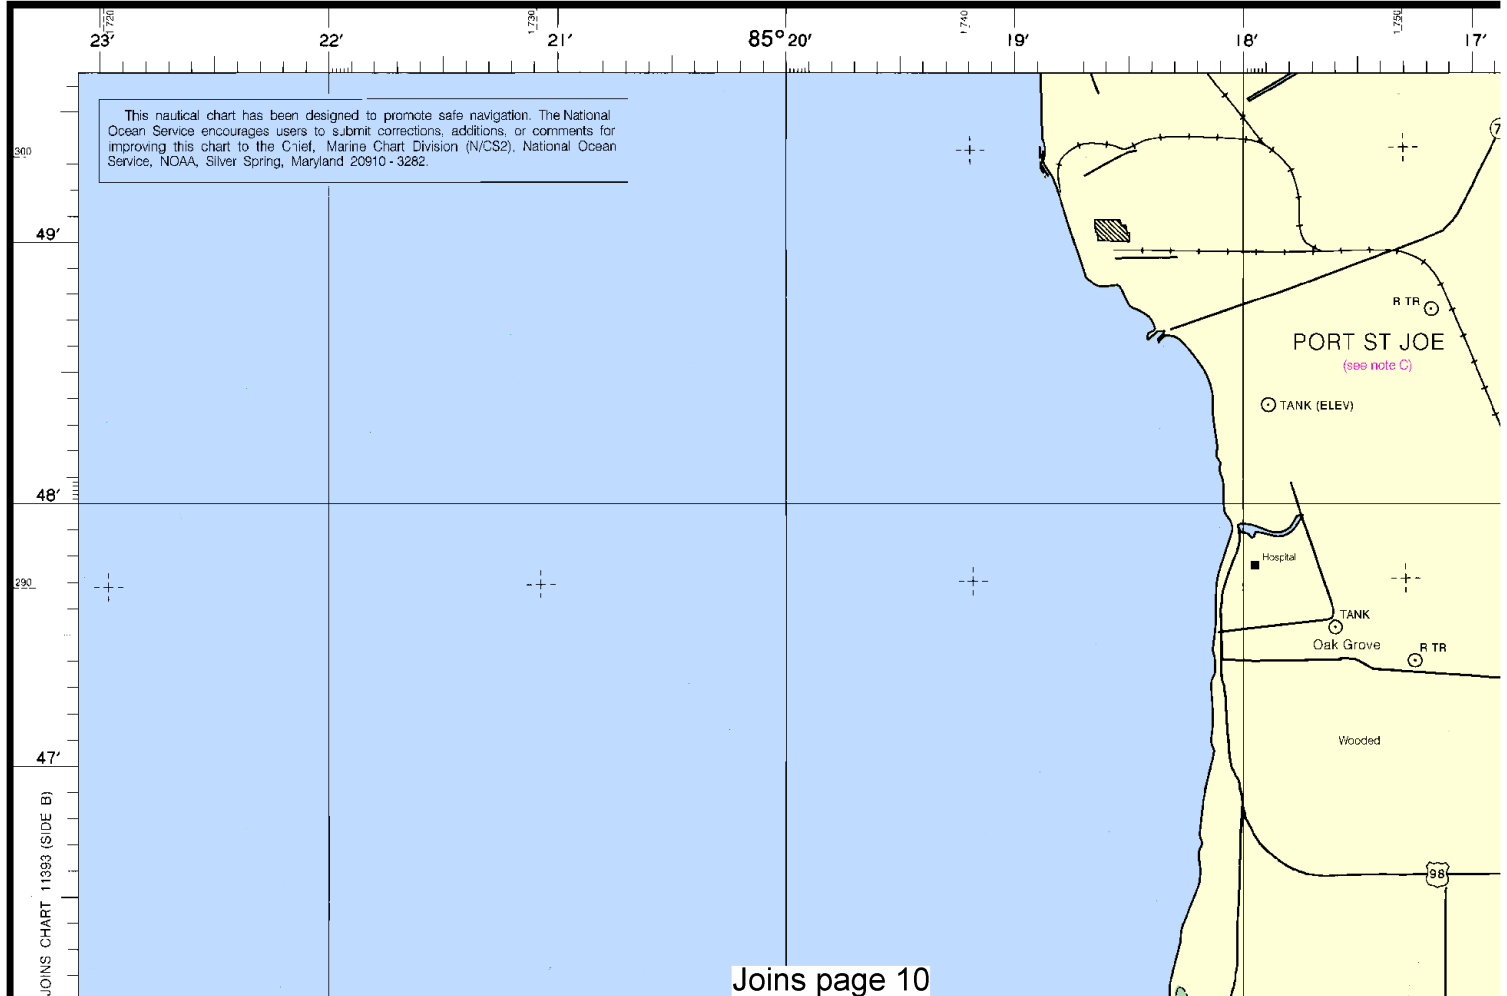 1 720
1 730
1 740
1 750
23′
22′
21′
85° 20′
19′
18′
17′
This nautical chart has been designed to promote safe navigation. The National
Ocean Service encourages users to submit corrections, additions, or comments for
improving this chart to the Chief, Marine Chart Division (N/CS2), National Ocean
Service, NOAA, Silver Spring, Maryland 20910 - 3282.
7
300
49′
R TR
PORT ST JOE
(see note C)
TANK (ELEV)
48′
Hospital
290
TANK
Oak Grove
R TR
Wooded
47′
JOINS CHART 11393 (SIDE B)
98
Joins page 10